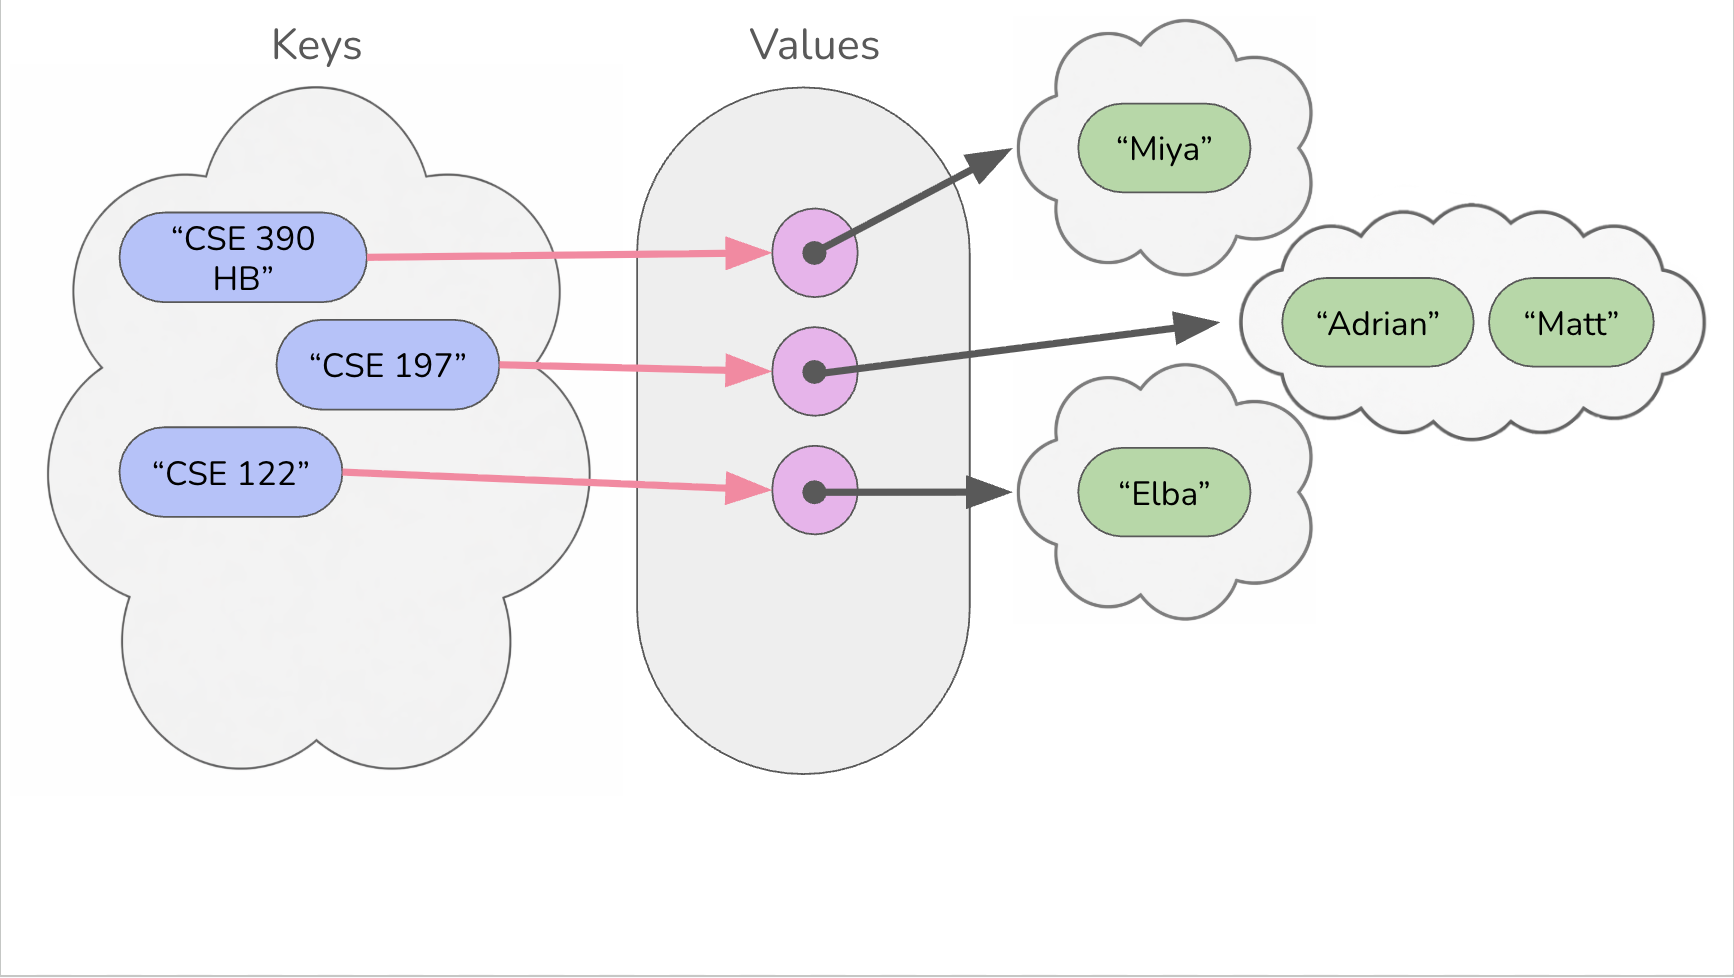 Keys
Values
“CSE 390
HB”
“CSE 197”
“CSE 122”
“Miya”
“Adrian”
“Matt”
“Elba”